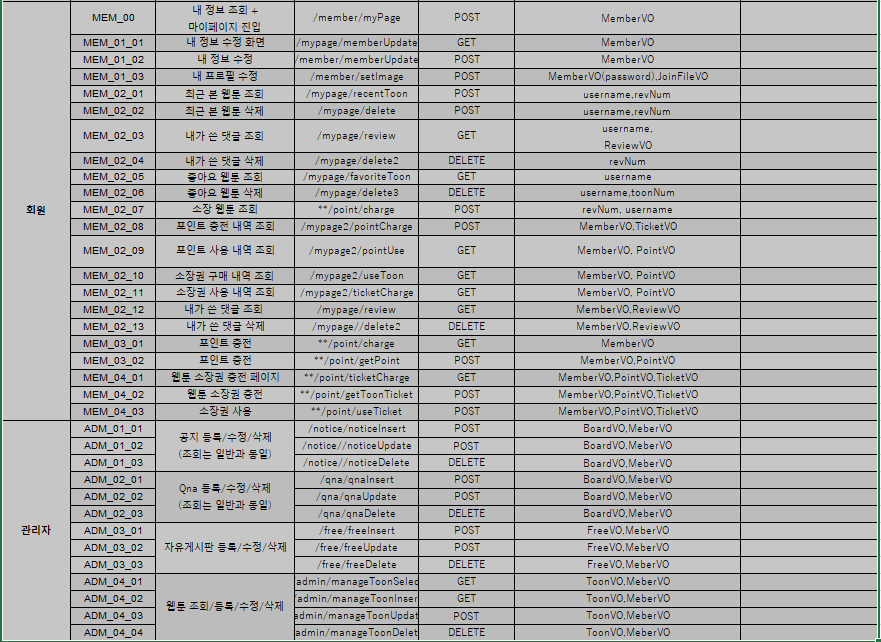 회원
MEM_00 내 정보 조회 + /member/myPage POST MemberVO
마이페이지 진입
MEM_01_01 내 정보 수정 화면 /mypage/memberUpdate GET MemberVO
MEM_01_02 내 정보 수정 /member/memberUpdate POST MemberVO
MEM_01_03 내 프로필 수정 /member/setImage POST MemberVO(password),JoinFileVO
MEM_02_01 최근 본 웹툰 조회 /mypage/recentToon POST username,revNum
MEM_02_02 최근 본 웹툰 삭제 /mypage/delete POST username,revNum
MEM_02_03 내가 쓴 댓글 조회 /mypage/review GET username,
ReviewVO
MEM_02_04 내가 쓴 댓글 삭제 /mypage/delete2 DELETE revNum
MEM_02_05 좋아요 웹툰 조회 /mypage/favoriteToon GET username
MEM_02_06 좋아요 웹툰 삭제 /mypage/delete3 DELETE username,toonNum
MEM_02_07 소장 웹툰 조회 **/point/charge POST revNum, username
MEM_02_08 포인트 충전 내역 조회 /mypage2/pointCharge POST MemberVO,TicketVO
MEM_02_09 포인트 사용 내역 조회 /mypage2/pointUse GET MemberVO, PointVO
MEM_02_10 소장권 구매 내역 조회 /mypage2/useToon GET MemberVO, PointVO
MEM_02_11 소장권 사용 내역 조회 /mypage2/ticketCharge GET MemberVO, PointVO
MEM_02_12 내가 쓴 댓글 조회 /mypage/review GET MemberVO,ReviewVO
MEM_02_13 내가 쓴 댓글 삭제 /mypage//delete2 DELETE MemberVO,ReviewVO
MEM_03_01 포인트 충전 **/point/charge GET MemberVO
MEM_03_02 포인트 충전 **/point/getPoint POST MemberVO,PointVO
MEM_04_01 웹툰 소장권 충전 페이지 **/point/ticketCharge GET MemberVO,PointVO,TicketVO
MEM_04_02 웹툰 소장권 충전 **/point/getToonTicket POST MemberVO,PointVO,TicketVO
MEM_04_03 소장권 사용 **/point/useTicket POST MemberVO,PointVO,TicketVO
관리자
ADM_01_01 공지 등록/수정/삭제 /notice/noticeInsert POST BoardVO,MeberVO
ADM_01_02 (조회는 일반과 동일) /notice//noticeUpdate POST BoardVO,MeberVO
ADM_01_03 /notice//noticeDelete DELETE BoardVO,MeberVO
ADM_02_01 Qna 등록/수정/삭제 /qna/qnaInsert POST BoardVO,MeberVO
ADM_02_02 (조회는 일반과 동일) /qna/qnaUpdate POST BoardVO,MeberVO
ADM_02_03 /qna/qnaDelete DELETE BoardVO,MeberVO
ADM_03_01 /free/freeInsert POST FreeVO,MeberVO
ADM_03_02 자유게시판 등록/수정/삭제 /free/freeUpdate POST FreeVO,MeberVO
ADM_03_03 /free/freeDelete DELETE FreeVO,MeberVO
ADM_04_01 admin/manageToonSelec GET ToonVO,MeberVO
ADM_04_02 웹툰 조회/등록/수정/삭제 /admin/manageToonInser GET ToonVO,MeberVO
ADM_04_03 admin/manageToonUpdat POST ToonVO,MeberVO
ADM_04_04 admin/manageToonDelet DELETE ToonVO,MeberVO